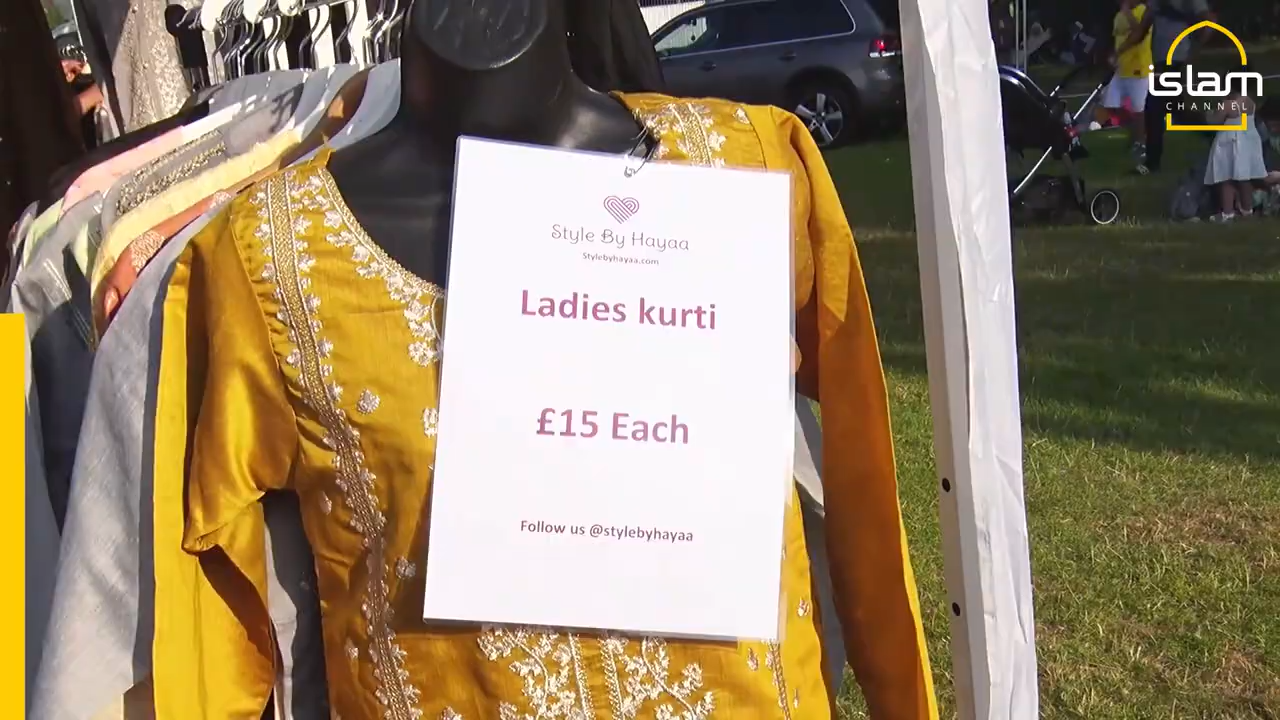 islam
CHANNEL
Style By Hayaa
Stylebyhayaa.com
Ladies kurti
£15 Each
Follow us @stylebyhayaa